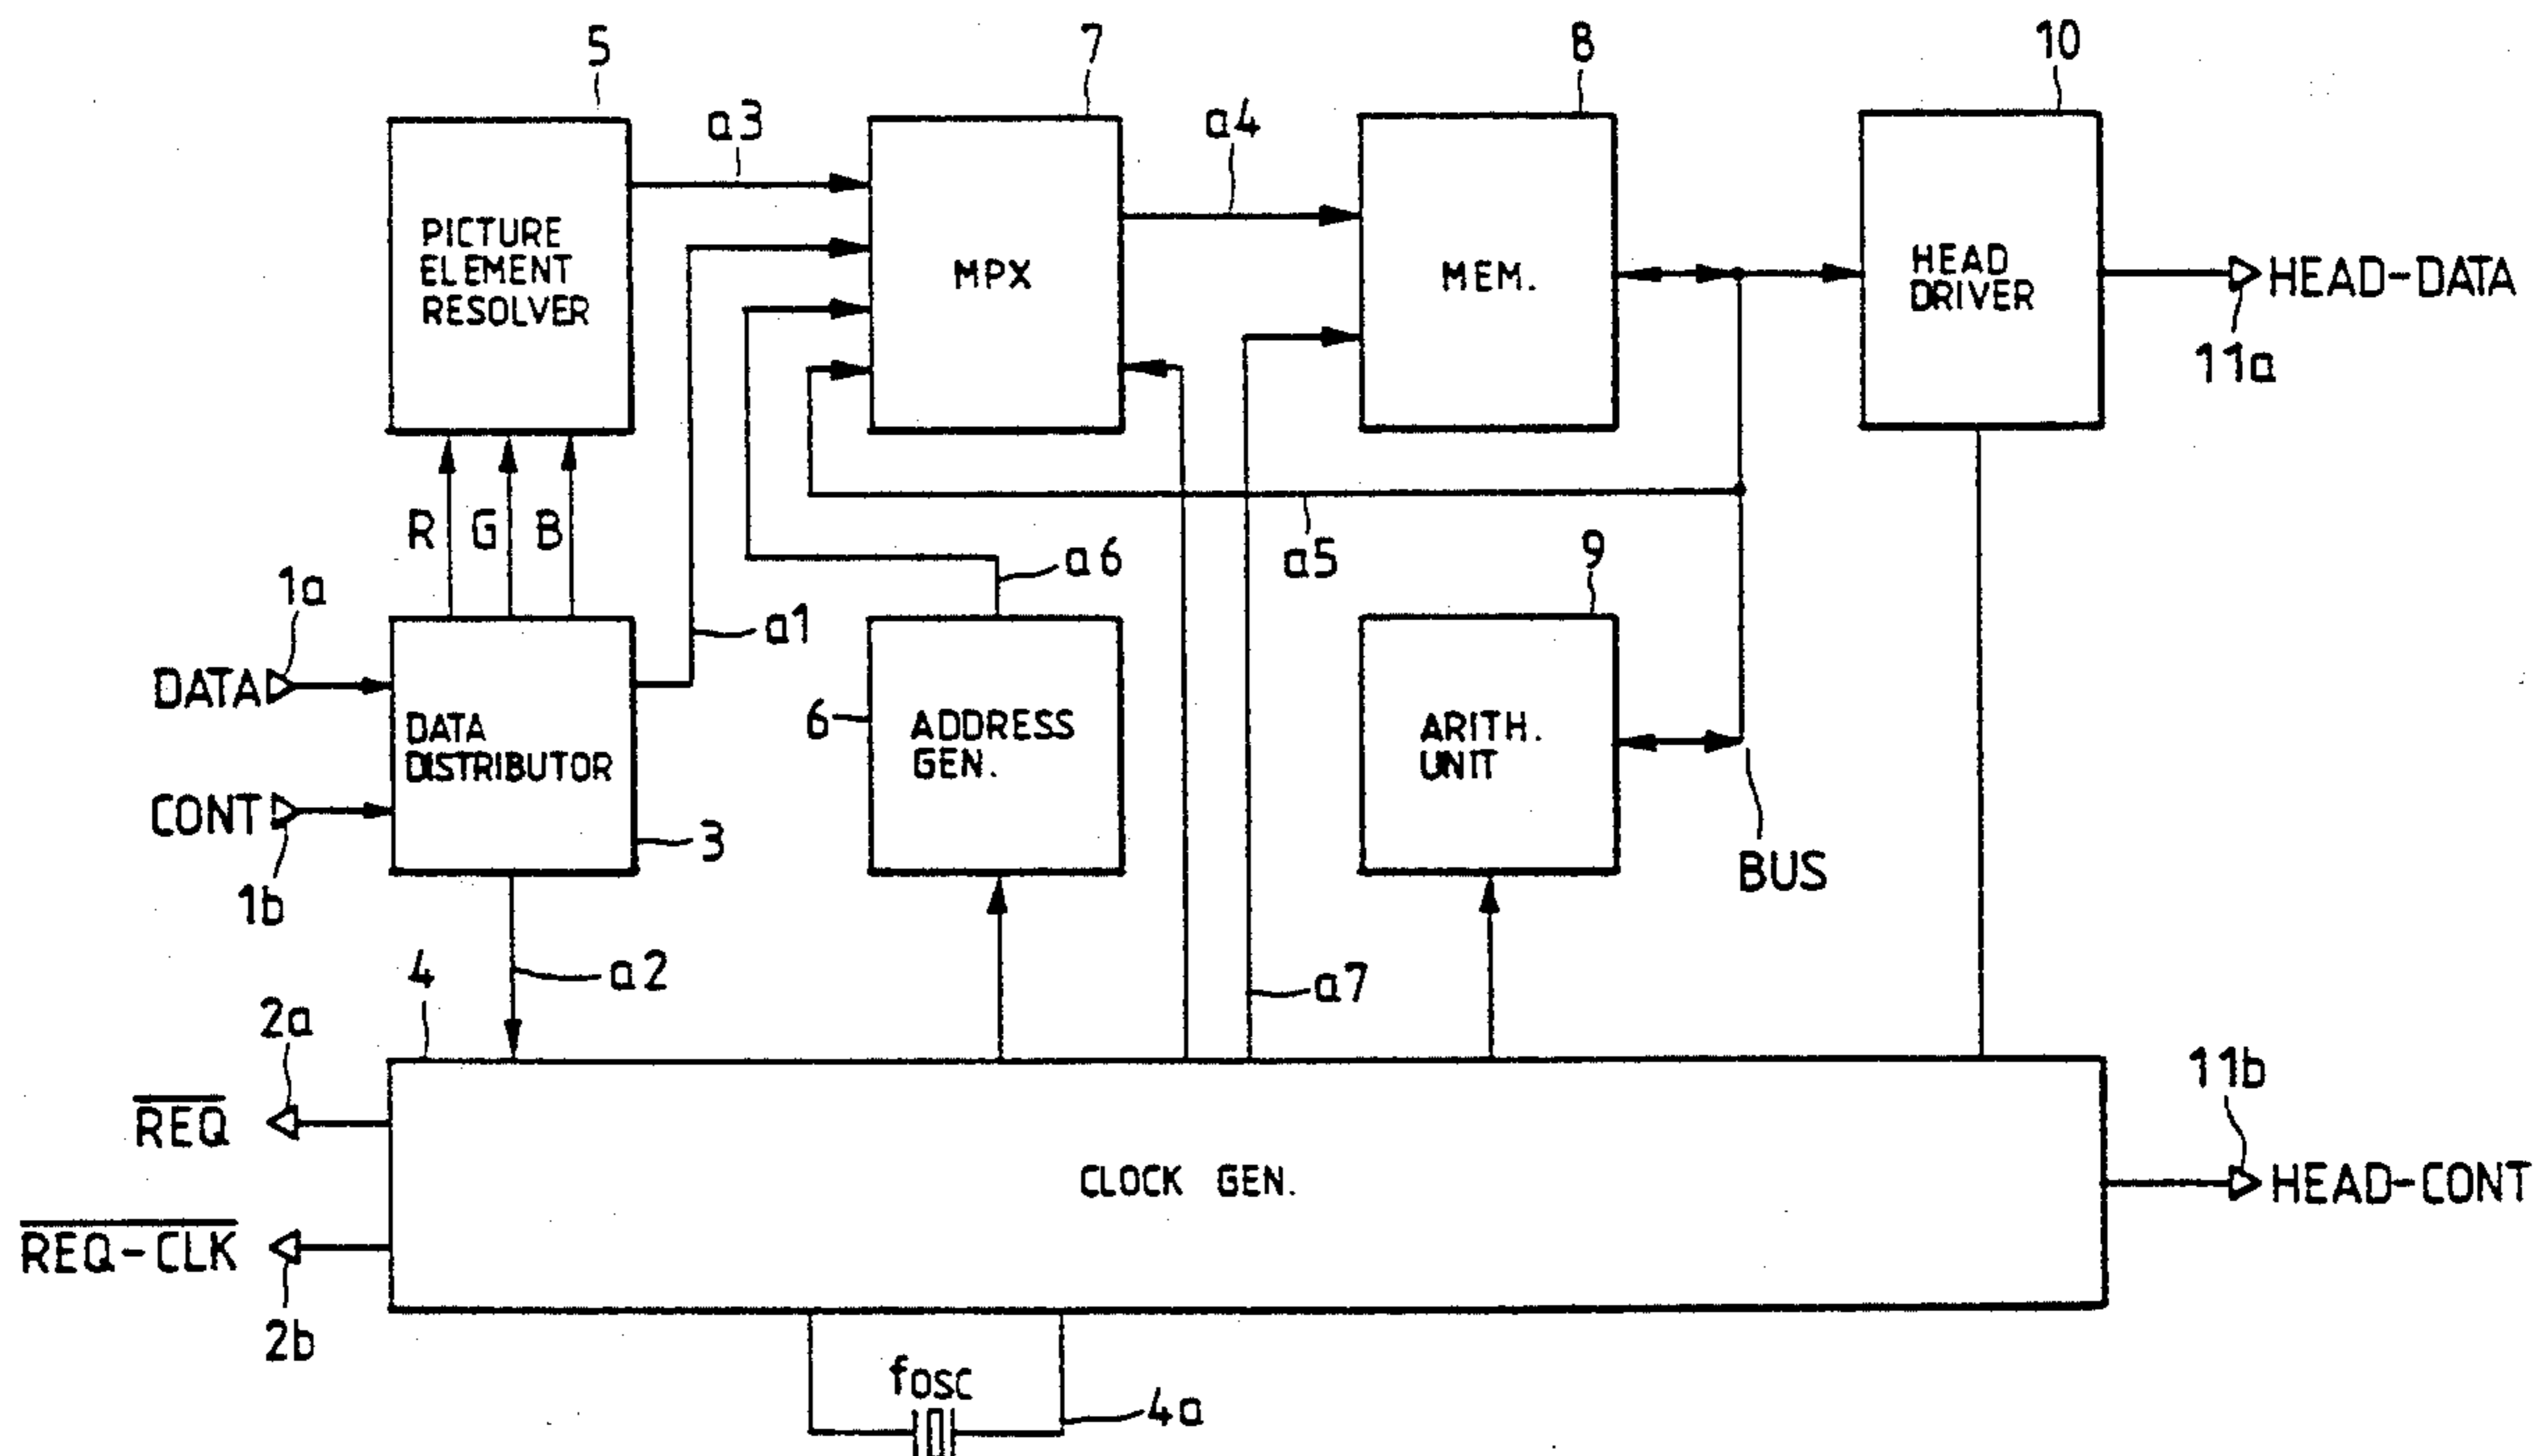 5
7
8
10
a3
a4
PICTURE
ELEMENT
RESOLVER
MPX
MEM.
HEAD
DRIVER
HEAD-DATA
11a
R
G
B
a5
a6
9
1a
a1
DATA
DATA
DISTRIBUTOR
6
ADDRESS
GEN.
ARITH.
UNIT
CONT
3
1b
BUS
4
a2
a7
2a
11b
REQ
CLOCK GEN.
HEAD-CONT
REQ-CLK
2b
fosc
4a